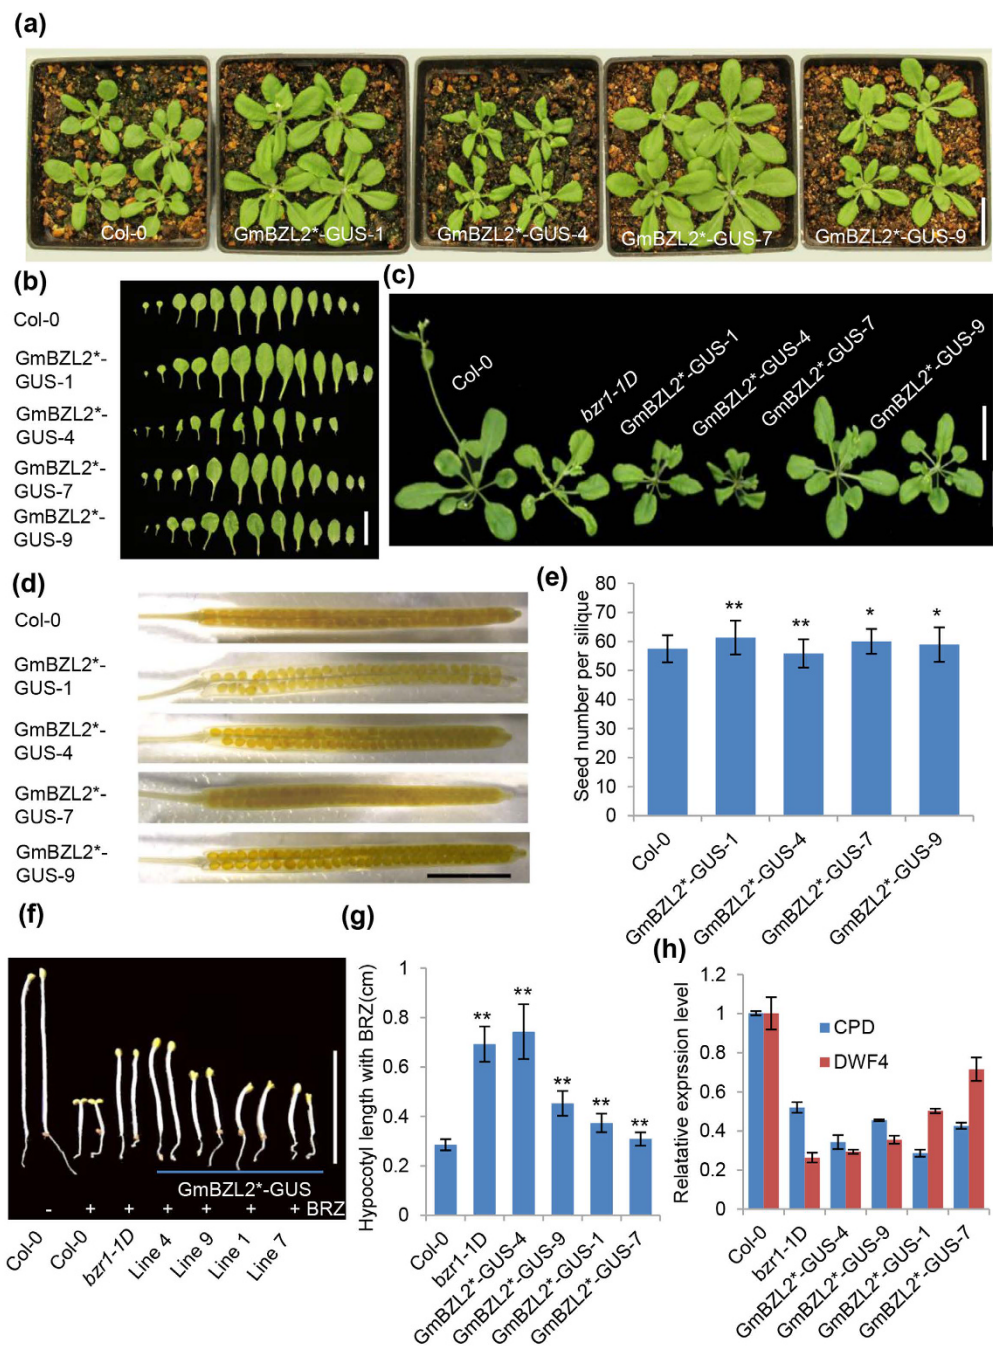 (a)
Col-0
GmBZL2*-GUS-1
GmBZL2*-GUS-4
GmBZL2*-GUS-7
GmBZL2*-GUS-9
(b)
Col-0
GmBZL2*-
GUS-1
GmBZL2*-
GUS-4
GmBZL2*-
GUS-7
GmBZL2*-
GUS-9
(c)
Col-0
bzr1-1D
GmBZL2*-GUS-1
GmBZL2*-GUS-4
GmBZL2*-GUS-7
GmBZL2*-GUS-9
(d)
Col-0
GmBZL2*-
GUS-1
GmBZL2*-
GUS-4
GmBZL2*-
GUS-7
GmBZL2*-
GUS-9
(e)
Seed number per silique
80
70
60
50
40
30
20
10
0
**
**
*
*
Col-0
GmBZL2*-GUS-1
GmBZL2*-GUS-4
GmBZL2*-GUS-7
GmBZL2*-GUS-9
(f)
GmBZL2*-GUS
- + + + + + + BRZ
Col-0
Col-0
bzr1-1D
Line 4
Line 9
Line 1
Line 7
(g)
Hypocotyl length with BRZ(cm)
1
0.8
0.6
0.4
0.2
0
**
**
**
**
**
Col-0
bzr1-1D
GmBZL2*-GUS-4
GmBZL2*-GUS-9
GmBZL2*-GUS-1
GmBZL2*-GUS-7
(h)
Relatative exprssion level
1.2
1
0.8
0.6
0.4
0.2
0
CPD
DWF4
Col-0
bzr1-1D
GmBZL2*-GUS-4
GmBZL2*-GUS-9
GmBZL2*-GUS-1
GmBZL2*-GUS-7